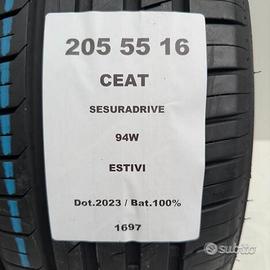 205 55 16
CEAT
SESURADRIVE
94W
ESTIVI
Dot.2023 / Bat.100%
1697
subito